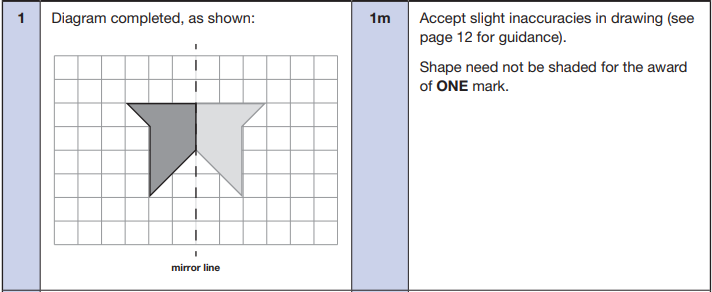 1
Diagram completed, as shown:
mirror line
1m
Accept slight inaccuracies in drawing (see
page 12 for guidance).
Shape need not be shaded for the award
of ONE mark.